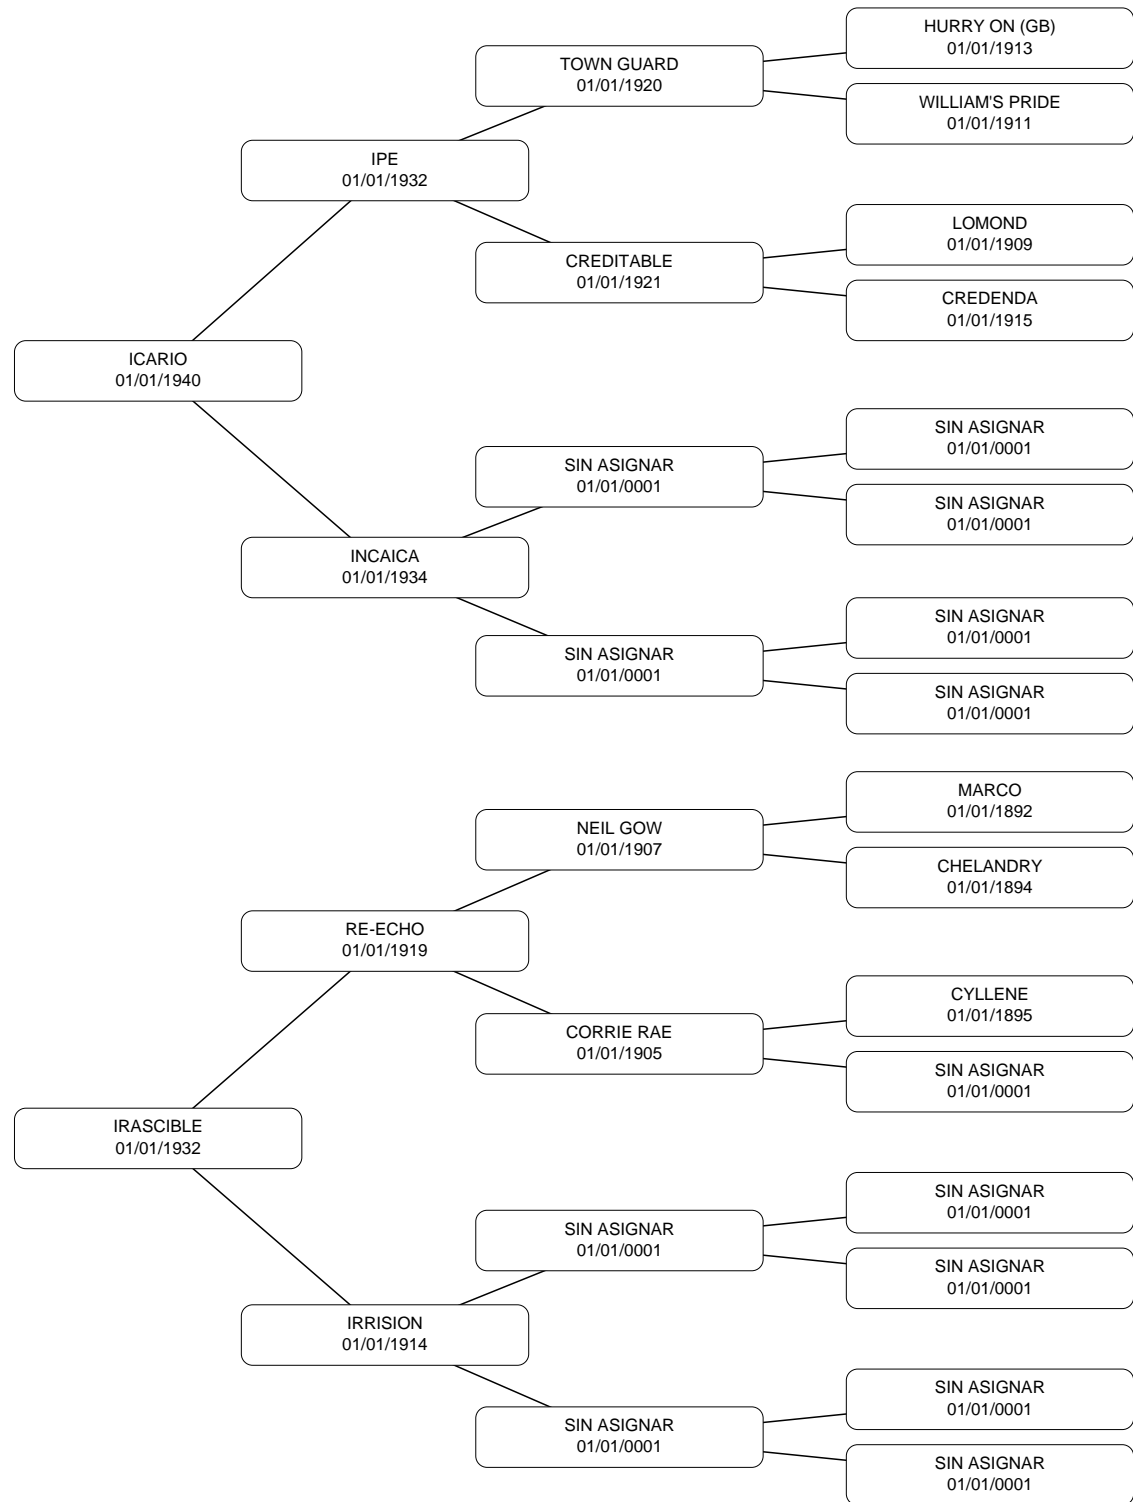 HURRY ON (GB)
01/01/1913
TOWN GUARD
01/01/1920
WILLIAM'S PRIDE
01/01/1911
IPE
01/01/1932
LOMOND
01/01/1909
CREDITABLE
01/01/1921
CREDENDA
01/01/1915
ICARIO
01/01/1940
SIN ASIGNAR
01/01/0001
SIN ASIGNAR
01/01/0001
SIN ASIGNAR
01/01/0001
INCAICA
01/01/1934
SIN ASIGNAR
01/01/0001
SIN ASIGNAR
01/01/0001
SIN ASIGNAR
01/01/0001
MARCO
01/01/1892
NEIL GOW
01/01/1907
CHELANDRY
01/01/1894
RE-ECHO
01/01/1919
CYLLENE
01/01/1895
CORRIE RAE
01/01/1905
SIN ASIGNAR
01/01/0001
IRASCIBLE
01/01/1932
SIN ASIGNAR
01/01/0001
SIN ASIGNAR
01/01/0001
SIN ASIGNAR
01/01/0001
IRRISION
01/01/1914
SIN ASIGNAR
01/01/0001
SIN ASIGNAR
01/01/0001
SIN ASIGNAR
01/01/0001